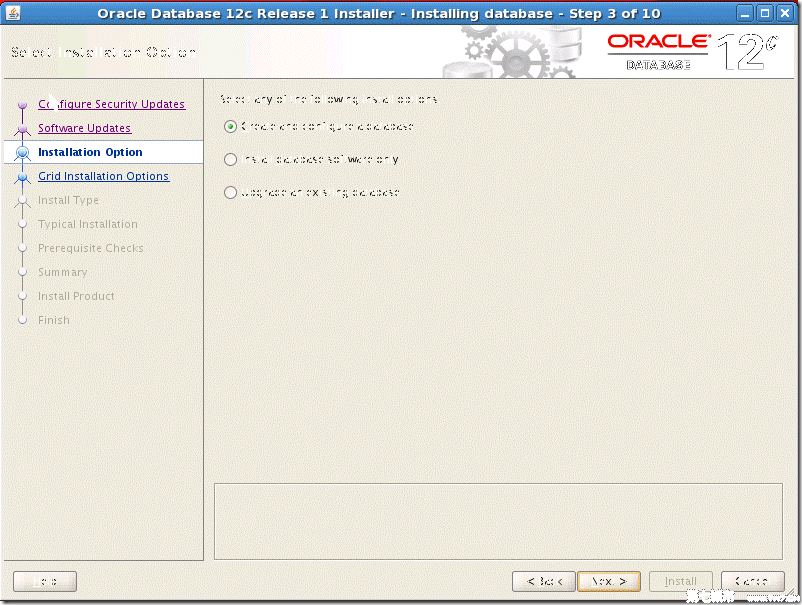 Oracle Database 12c Release 1 Installer - Installing database - Step 3 of 10
Select Installation Option
ORACLE
DATABASE
12c
Configure Security Updates
Software Updates
Installation Option
Grid Installation Options
Install Type
Typical Installation
Prerequisite Checks
Summary
Install Product
Finish
Select any of the following install options.
Create and configure a database
Install database software only
Upgrade an existing database
Help
< Back
Next >
Install
Cancel